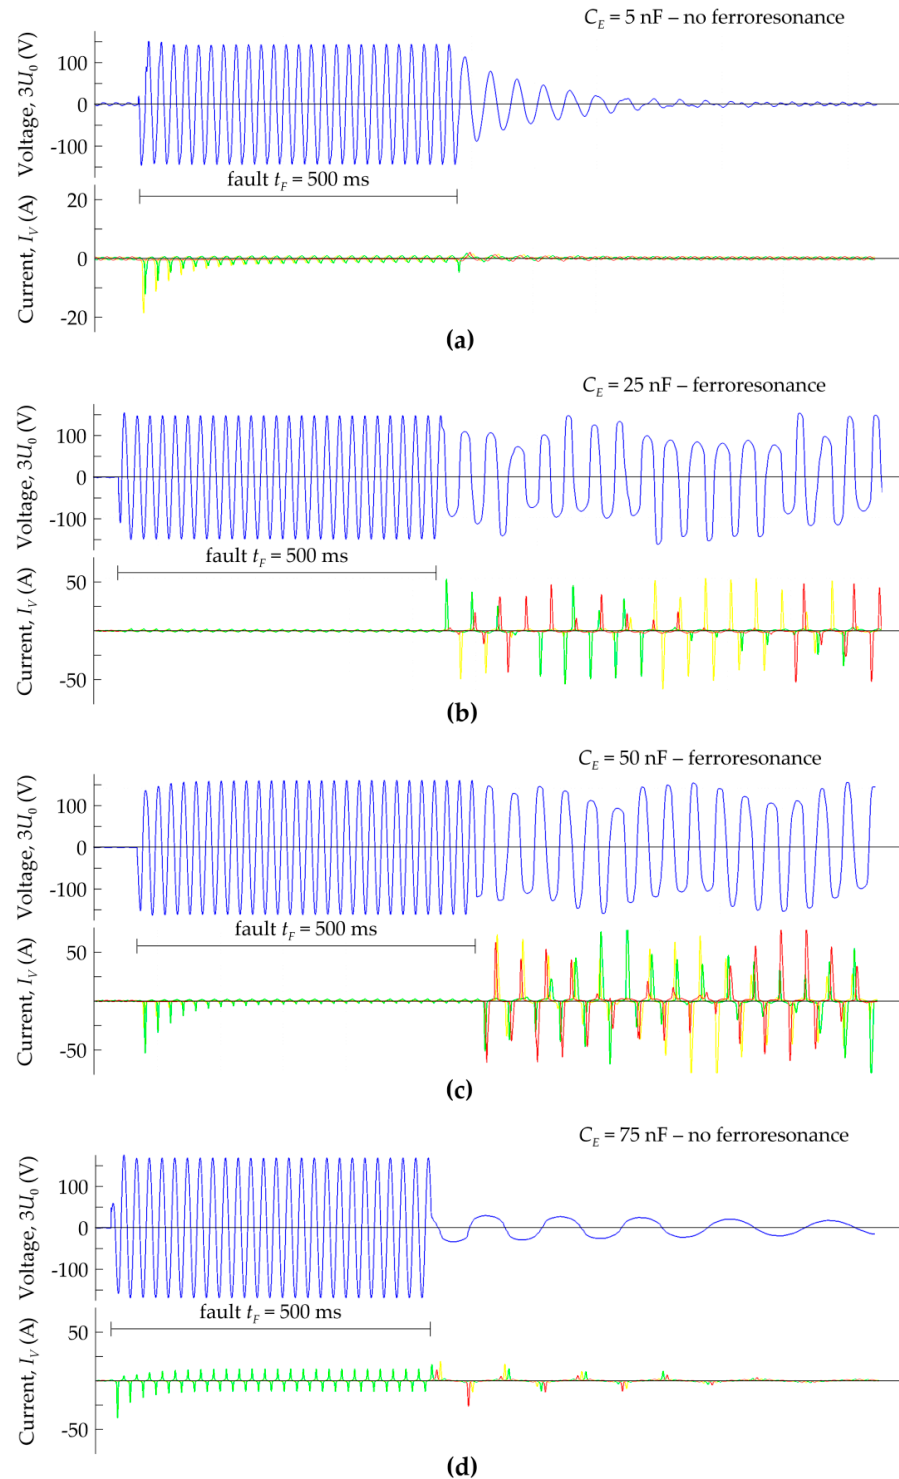 C_E = 5 nF – no ferroresonance
Voltage, 3U_0 (V)
100
0
-100
fault t_F = 500 ms
Current, I_V (A)
20
0
-20
(a)
C_E = 25 nF – ferroresonance
Voltage, 3U_0 (V)
100
0
-100
fault t_F = 500 ms
Current, I_V (A)
50
0
-50
(b)
C_E = 50 nF – ferroresonance
Voltage, 3U_0 (V)
100
0
-100
fault t_F = 500 ms
Current, I_V (A)
50
0
-50
(c)
C_E = 75 nF – no ferroresonance
Voltage, 3U_0 (V)
100
0
-100
fault t_F = 500 ms
Current, I_V (A)
50
0
-50
(d)